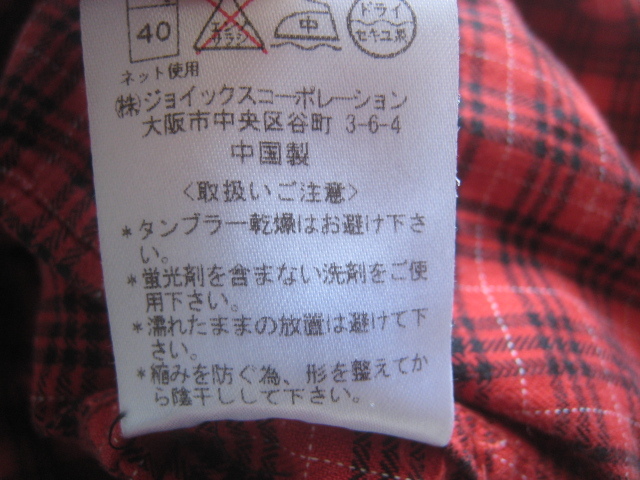 40
中
ドライ
セキユ系
ネット使用
㈱ジョイックスコーポレーション
大阪市中央区谷町 3-6-4
中国製
〈取扱いご注意〉
*タンブラー乾燥はお避け下さ
い。
*蛍光剤を含まない洗剤をご使
用下さい。
*濡れたままの放置は避けて下
さい。
*縮みを防ぐ為、形を整えてか
ら陰干しして下さい。